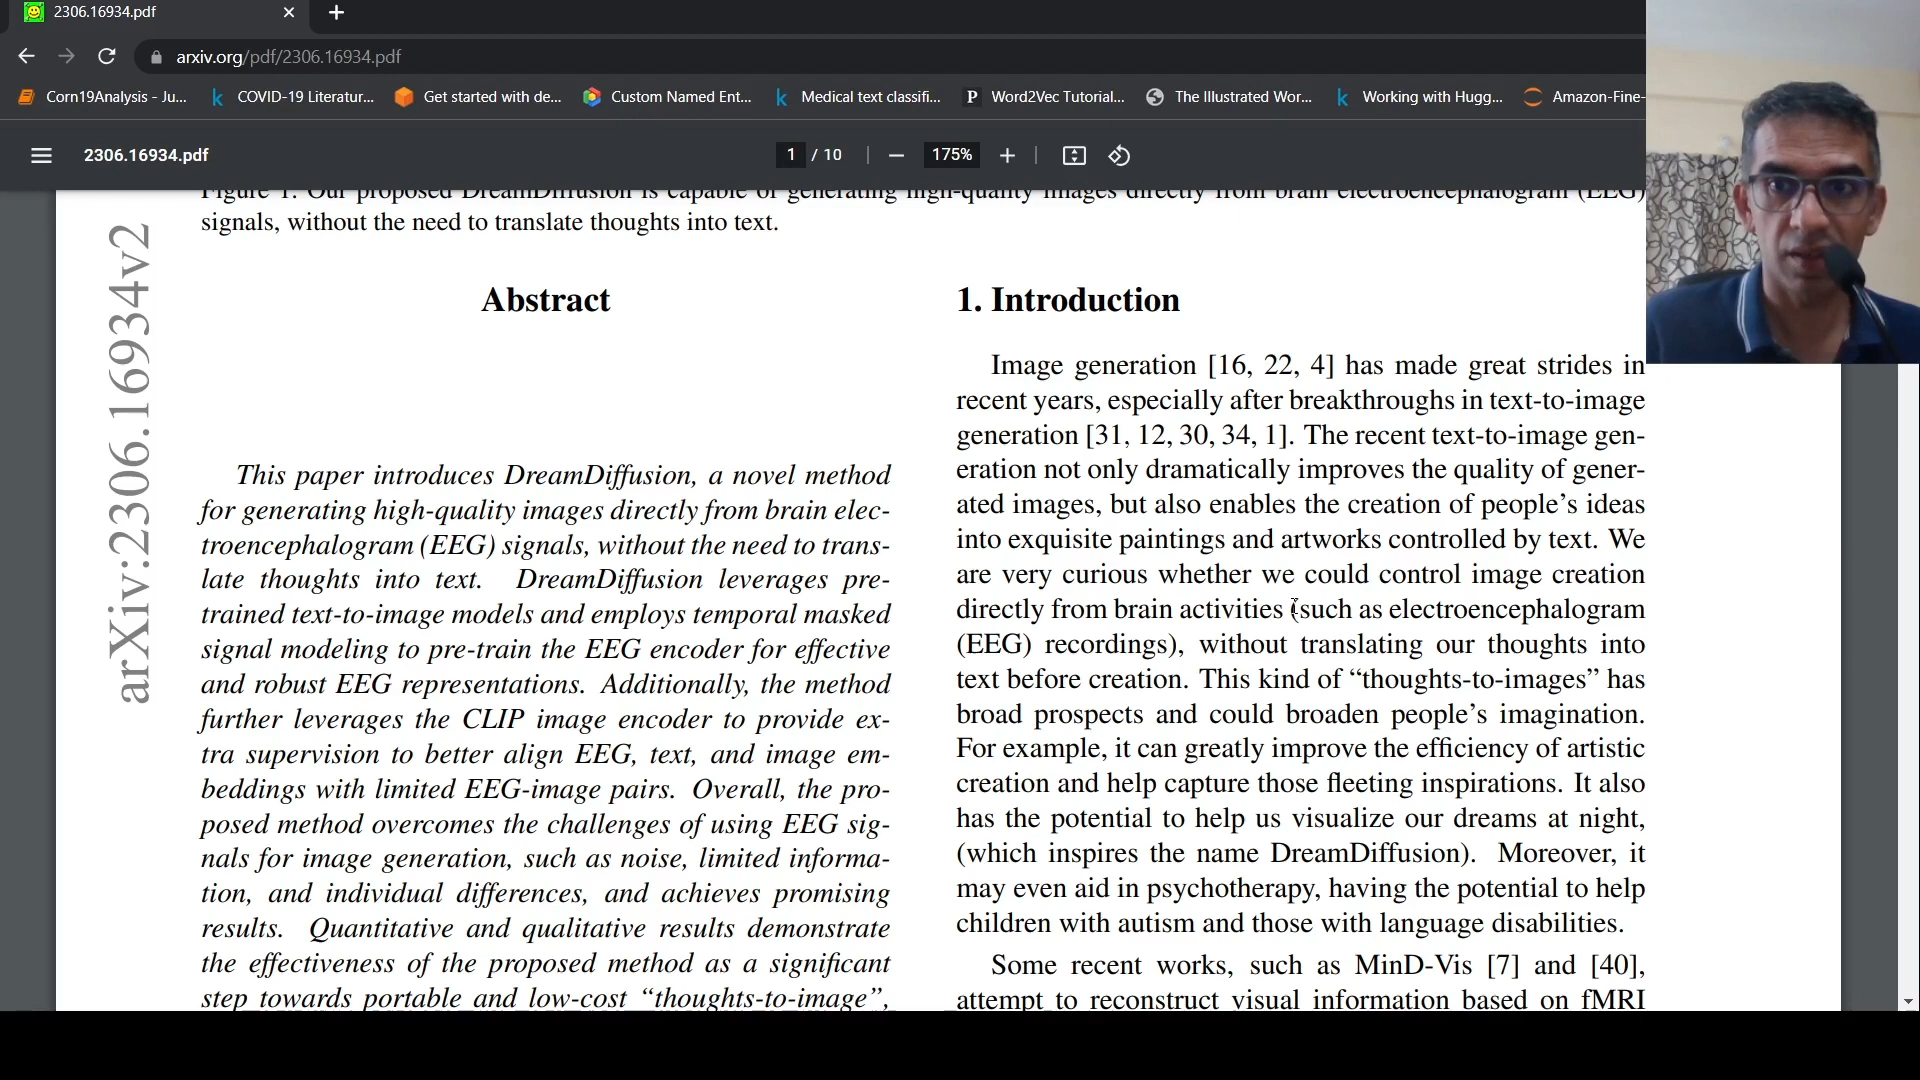 2306.16934.pdf
arxiv.org/pdf/2306.16934.pdf
Corn19Analysis - Ju...
COVID-19 Literatur...
Get started with de...
Custom Named Ent...
Medical text classifi...
Word2Vec Tutorial...
The Illustrated Wor...
Working with Hugg...
Amazon-Fine-
2306.16934.pdf
1 / 10
175%
Figure 1. Our proposed DreamDiffusion is capable of generating high-quality images directly from brain electroencephalogram (EEG)
signals, without the need to translate thoughts into text.
arXiv:2306.16934v2
Abstract
This paper introduces DreamDiffusion, a novel method
for generating high-quality images directly from brain elec-
troencephalogram (EEG) signals, without the need to trans-
late thoughts into text. DreamDiffusion leverages pre-
trained text-to-image models and employs temporal masked
signal modeling to pre-train the EEG encoder for effective
and robust EEG representations. Additionally, the method
further leverages the CLIP image encoder to provide ex-
tra supervision to better align EEG, text, and image em-
beddings with limited EEG-image pairs. Overall, the pro-
posed method overcomes the challenges of using EEG sig-
nals for image generation, such as noise, limited informa-
tion, and individual differences, and achieves promising
results. Quantitative and qualitative results demonstrate
the effectiveness of the proposed method as a significant
step towards portable and low-cost “thoughts-to-image”,
1. Introduction
Image generation [16, 22, 4] has made great strides in
recent years, especially after breakthroughs in text-to-image
generation [31, 12, 30, 34, 1]. The recent text-to-image gen-
eration not only dramatically improves the quality of gener-
ated images, but also enables the creation of people’s ideas
into exquisite paintings and artworks controlled by text. We
are very curious whether we could control image creation
directly from brain activities (such as electroencephalogram
(EEG) recordings), without translating our thoughts into
text before creation. This kind of “thoughts-to-images” has
broad prospects and could broaden people’s imagination.
For example, it can greatly improve the efficiency of artistic
creation and help capture those fleeting inspirations. It also
has the potential to help us visualize our dreams at night,
(which inspires the name DreamDiffusion). Moreover, it
may even aid in psychotherapy, having the potential to help
children with autism and those with language disabilities.
Some recent works, such as MinD-Vis [7] and [40],
attempt to reconstruct visual information based on fMRI